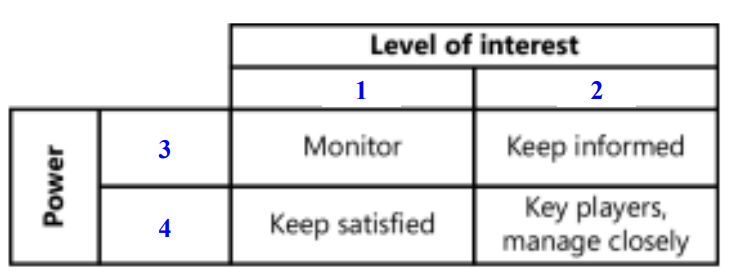 Level of interest
1 2
3 Monitor Keep informed
Power
4 Keep satisfied Key players,
manage closely